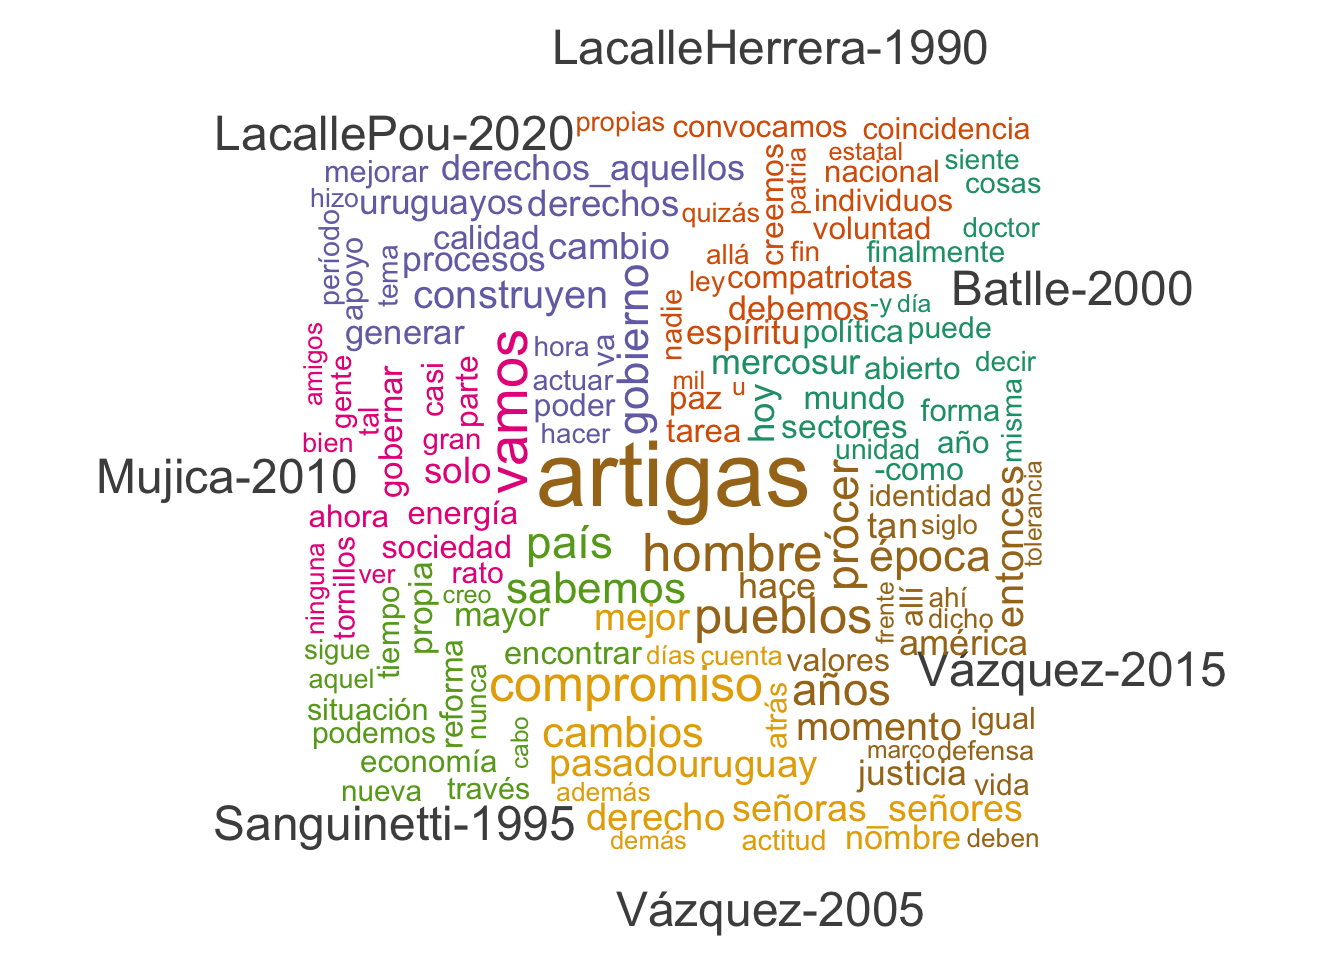 LacalleHerrera-1990
LacallePou-2020
propias
convocamos
coincidencia
mejorar
derechos_aquellos
creemos
patria
estatal
nacional
siente
cosas
hizo
uruguayos
derechos
quizás
individuos
período
apoyo
tema
calidad
procesos
cambio
allá
fin
voluntad
doctor
finalmente
construyen
gobierno
ley
compatriotas
Batlle-2000
generar
nadie
debemos
-y
día
espíritu
política
puede
amigos
gente
tal
gobernar
casi
parte
vamos
hora
va
actuar
poder
hacer
mercosur
abierto
decir
mil
u
paz
tarea
hoy
mundo
sectores
forma
misma
bien
gran
solo
unidad
año
-como
Mujica-2010
artigas
prócer
identidad
entonces
tolerancia
ahora
energía
tan
siglo
sociedad
país
hombre
época
ninguna
tornillos
ver
rato
propia
creo
sabemos
hace
tiempo
mayor
mejor
pueblos
frente
allí
ahí
dicho
américa
sigue
aquel
reforma
nunca
encontrar
días
cuenta
valores
Vázquez-2015
situación
podemos
compromiso
atrás
años
cabo
cambios
momento
igual
economía
pasado
uruguay
marco
defensa
justicia
vida
nueva
través
además
Sanguinetti-1995
derecho
señoras_señores
demás
actitud
nombre
deben
Vázquez-2005